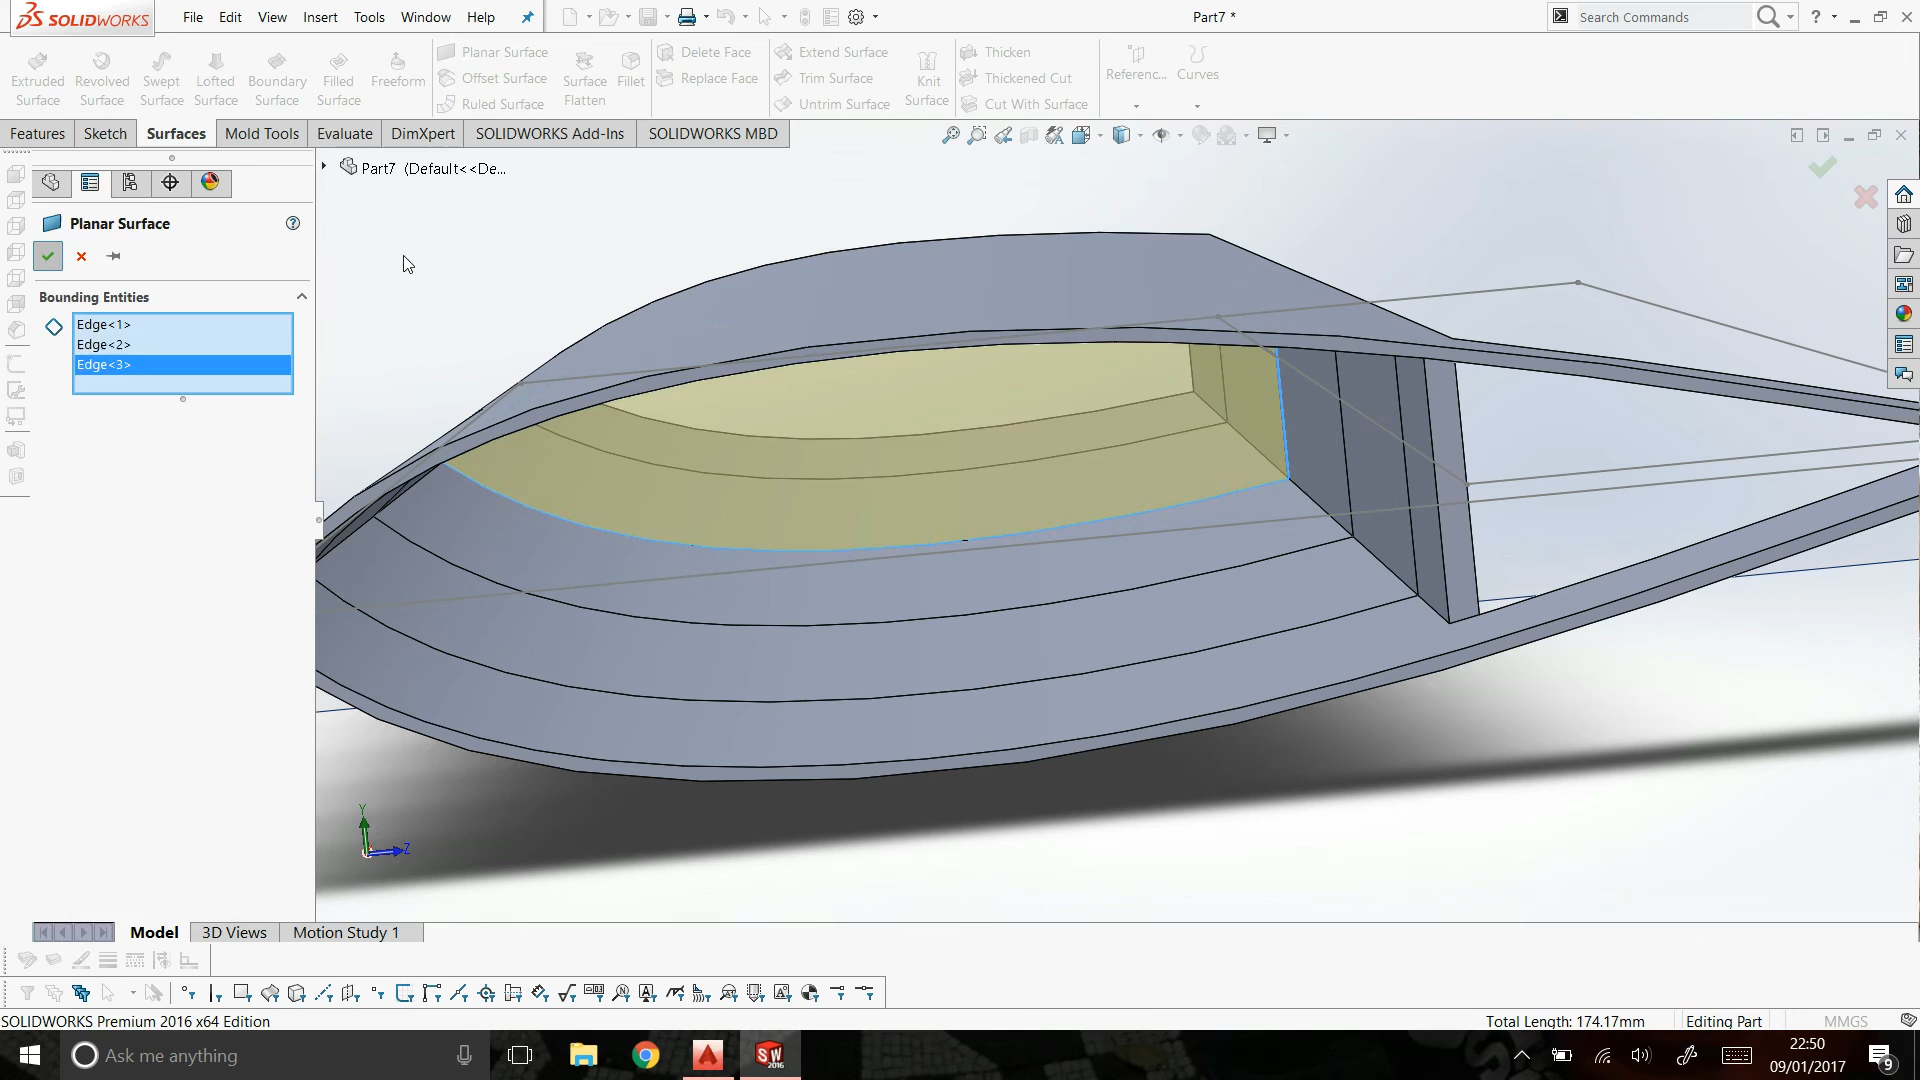 SOLIDWORKS File Edit View Insert Tools Window Help Part7 * Search Commands ?
Extruded Surface Revolved Surface Swept Surface Lofted Surface Boundary Surface Filled Surface Freeform
Planar Surface
Offset Surface
Ruled Surface
Surface Flatten Fillet
Delete Face
Replace Face
Extend Surface
Trim Surface
Untrim Surface
Knit Surface
Thicken
Thickened Cut
Cut With Surface
Referenc... Curves
Features Sketch Surfaces Mold Tools Evaluate DimXpert SOLIDWORKS Add-Ins SOLIDWORKS MBD
Part7 (Default<<De...
Planar Surface
Bounding Entities
Edge<1>
Edge<2>
Edge<3>
Y
Z
Model 3D Views Motion Study 1
SOLIDWORKS Premium 2016 x64 Edition Total Length: 174.17mm Editing Part MMGS
Ask me anything
SW
2016
22:50
09/01/2017
9